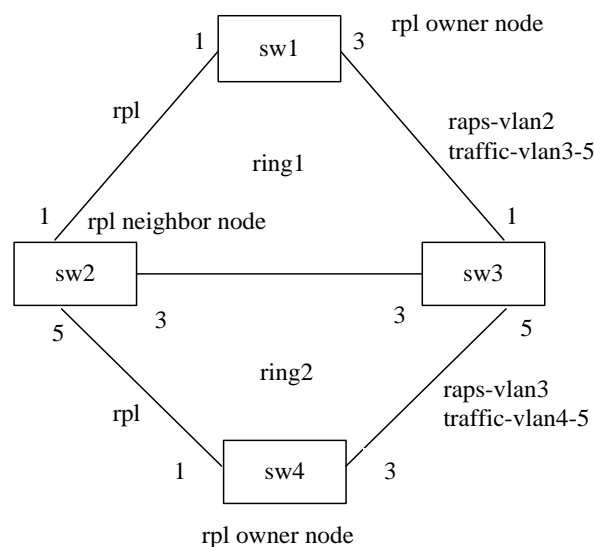 1
sw1
3
rpl owner node
rpl
raps-vlan2
traffic-vlan3-5
ring1
1
rpl neighbor node
1
sw2
sw3
5
3
3
5
ring2
raps-vlan3
traffic-vlan4-5
rpl
1
sw4
3
rpl owner node